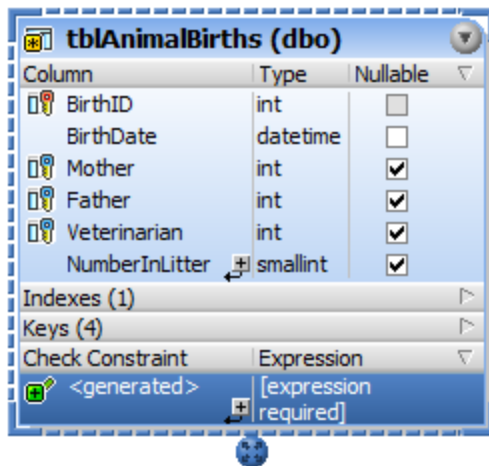 tblAnimalBirths (dbo)
Column Type Nullable
BirthID int
BirthDate datetime
Mother int
Father int
Veterinarian int
NumberInLitter smallint
Indexes (1)
Keys (4)
Check Constraint Expression
<generated> [expression
required]